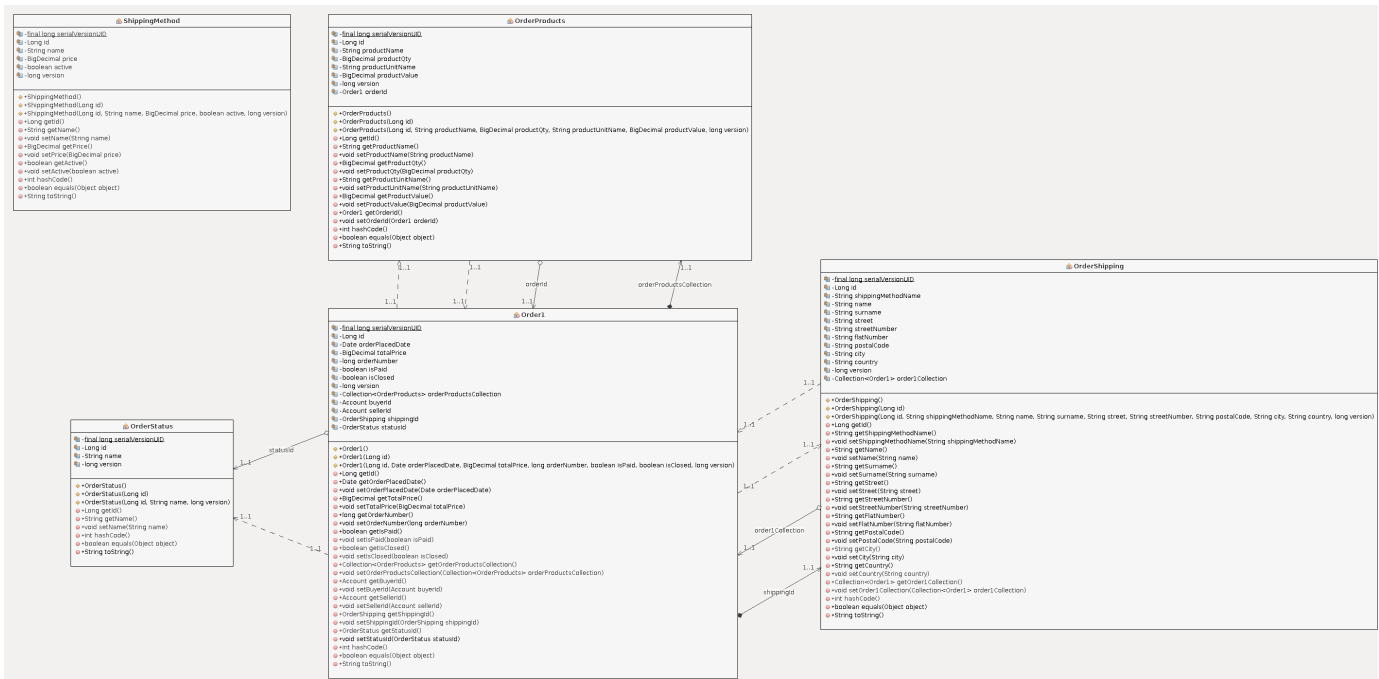 ShippingMethod
-final long serialVersionUID
-Long id
-String name
-BigDecimal price
-boolean active
-long version
+ShippingMethod()
+ShippingMethod(Long id)
+ShippingMethod(Long id, String name, BigDecimal price, boolean active, long version)
+Long getId()
+String getName()
+void setName(String name)
+BigDecimal getPrice()
+void setPrice(BigDecimal price)
+boolean getActive()
+void setActive(boolean active)
+int hashCode()
+boolean equals(Object object)
+String toString()
OrderProducts
-final long serialVersionUID
-Long id
-String productName
-BigDecimal productQty
-String productUnitName
-BigDecimal productValue
-long version
-Order1 orderId
+OrderProducts()
+OrderProducts(Long id)
+OrderProducts(Long id, String productName, BigDecimal productQty, String productUnitName, BigDecimal productValue, long version)
+Long getId()
+String getProductName()
+void setProductName(String productName)
+BigDecimal getProductQty()
+void setProductQty(BigDecimal productQty)
+String getProductUnitName()
+void setProductUnitName(String productUnitName)
+BigDecimal getProductValue()
+void setProductValue(BigDecimal productValue)
+Order1 getOrderId()
+void setOrderId(Order1 orderId)
+int hashCode()
+boolean equals(Object object)
+String toString()
1..1 1..1 1..1
orderId orderProductsCollection
1..1 1..1 1..1
Order1
-final long serialVersionUID
-Long id
-Date orderPlacedDate
-BigDecimal totalPrice
-long orderNumber
-boolean isPaid
-boolean isClosed
-long version
-Collection<OrderProducts> orderProductsCollection
-Account buyerId
-Account sellerId
-OrderShipping shippingId
-OrderStatus statusId
+Order1()
+Order1(Long id)
+Order1(Long id, Date orderPlacedDate, BigDecimal totalPrice, long orderNumber, boolean isPaid, boolean isClosed, long version)
+Long getId()
+Date getOrderPlacedDate()
+void setOrderPlacedDate(Date orderPlacedDate)
+BigDecimal getTotalPrice()
+void setTotalPrice(BigDecimal totalPrice)
+long getOrderNumber()
+void setOrderNumber(long orderNumber)
+boolean getIsPaid()
+void setIsPaid(boolean isPaid)
+boolean getIsClosed()
+void setIsClosed(boolean isClosed)
+Collection<OrderProducts> getOrderProductsCollection()
+void setOrderProductsCollection(Collection<OrderProducts> orderProductsCollection)
+Account getBuyerId()
+void setBuyerId(Account buyerId)
+Account getSellerId()
+void setSellerId(Account sellerId)
+OrderShipping getShippingId()
+void setShippingId(OrderShipping shippingId)
+OrderStatus getStatusId()
+void setStatusId(OrderStatus statusId)
+int hashCode()
+boolean equals(Object object)
+String toString()
OrderStatus
-final long serialVersionUID
-Long id
-String name
-long version
+OrderStatus()
+OrderStatus(Long id)
+OrderStatus(Long id, String name, long version)
+Long getId()
+String getName()
+void setName(String name)
+int hashCode()
+boolean equals(Object object)
+String toString()
statusId
1..1
1..1
1..1
OrderShipping
-final long serialVersionUID
-Long id
-String shippingMethodName
-String name
-String surname
-String street
-String streetNumber
-String flatNumber
-String postalCode
-String city
-String country
-long version
-Collection<Order1> order1Collection
+OrderShipping()
+OrderShipping(Long id)
+OrderShipping(Long id, String shippingMethodName, String name, String surname, String street, String streetNumber, String postalCode, String city, String country, long version)
+Long getId()
+String getShippingMethodName()
+void setShippingMethodName(String shippingMethodName)
+String getName()
+void setName(String name)
+String getSurname()
+void setSurname(String surname)
+String getStreet()
+void setStreet(String street)
+String getStreetNumber()
+void setStreetNumber(String streetNumber)
+String getFlatNumber()
+void setFlatNumber(String flatNumber)
+String getPostalCode()
+void setPostalCode(String postalCode)
+String getCity()
+void setCity(String city)
+String getCountry()
+void setCountry(String country)
+Collection<Order1> getOrder1Collection()
+void setOrder1Collection(Collection<Order1> order1Collection)
+int hashCode()
+boolean equals(Object object)
+String toString()
1..1
1..1
1..1
1..1
order1Collection
1..1
1..1
shippingId